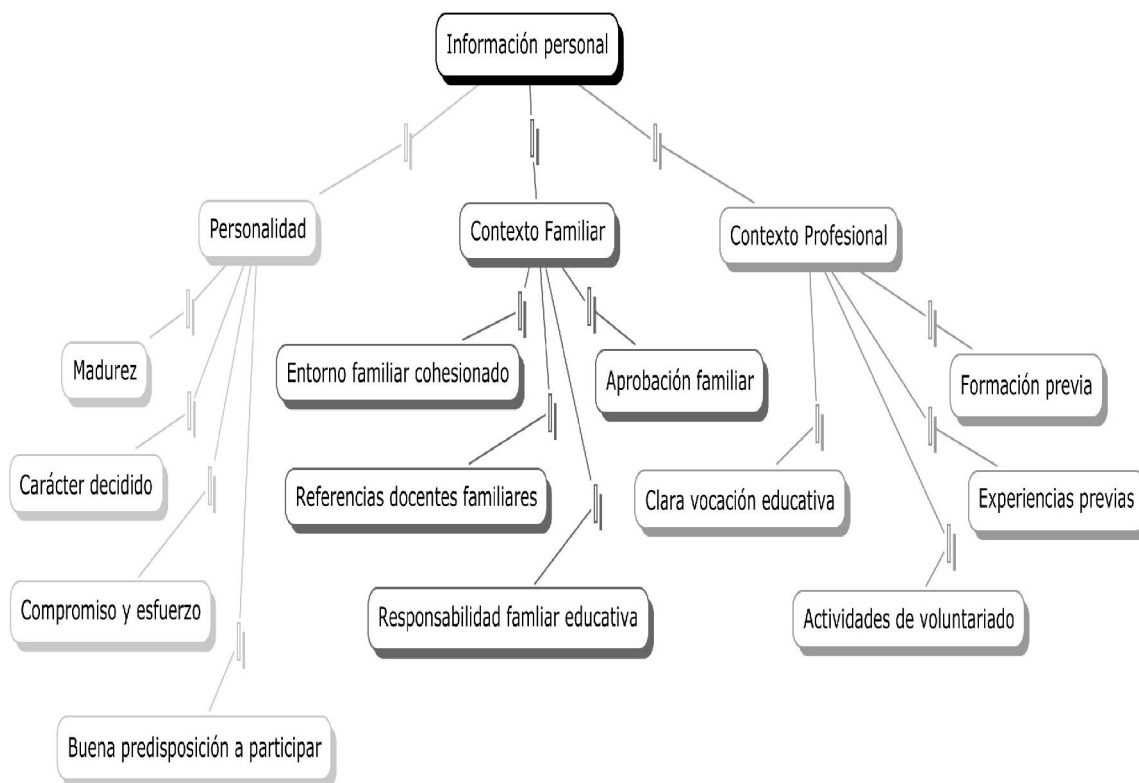 Información personal
Personalidad
Contexto Familiar
Contexto Profesional
Madurez
Entorno familiar cohesionado
Aprobación familiar
Formación previa
Carácter decidido
Referencias docentes familiares
Clara vocación educativa
Experiencias previas
Compromiso y esfuerzo
Responsabilidad famliar educativa
Actividades de voluntariado
Buena predisposición a participar